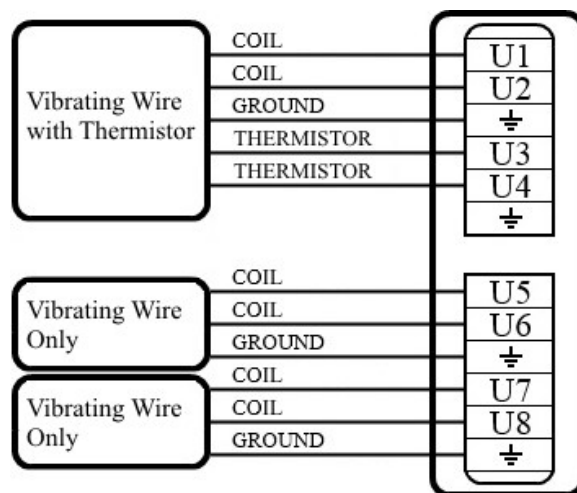 COIL
COIL
GROUND
THERMISTOR
THERMISTOR
Vibrating Wire
with Thermistor
U1
U2
U3
U4
COIL
COIL
GROUND
Vibrating Wire
Only
U5
U6
COIL
COIL
GROUND
Vibrating Wire
Only
U7
U8